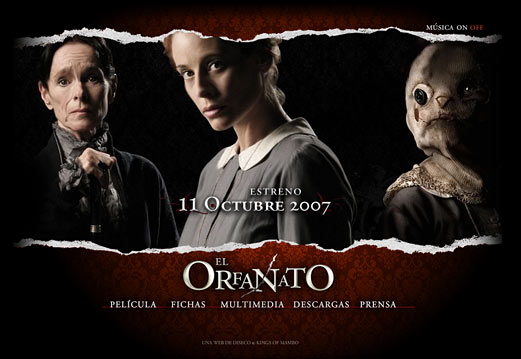 MÚSICA ON OFF
ESTRENO
11 OCTUBRE 2007
EL
ORFANATO
PELÍCULA FICHAS MULTIMEDIA DESCARGAS PRENSA
UNA WEB DE DISECO & KINGS OF MAMBO